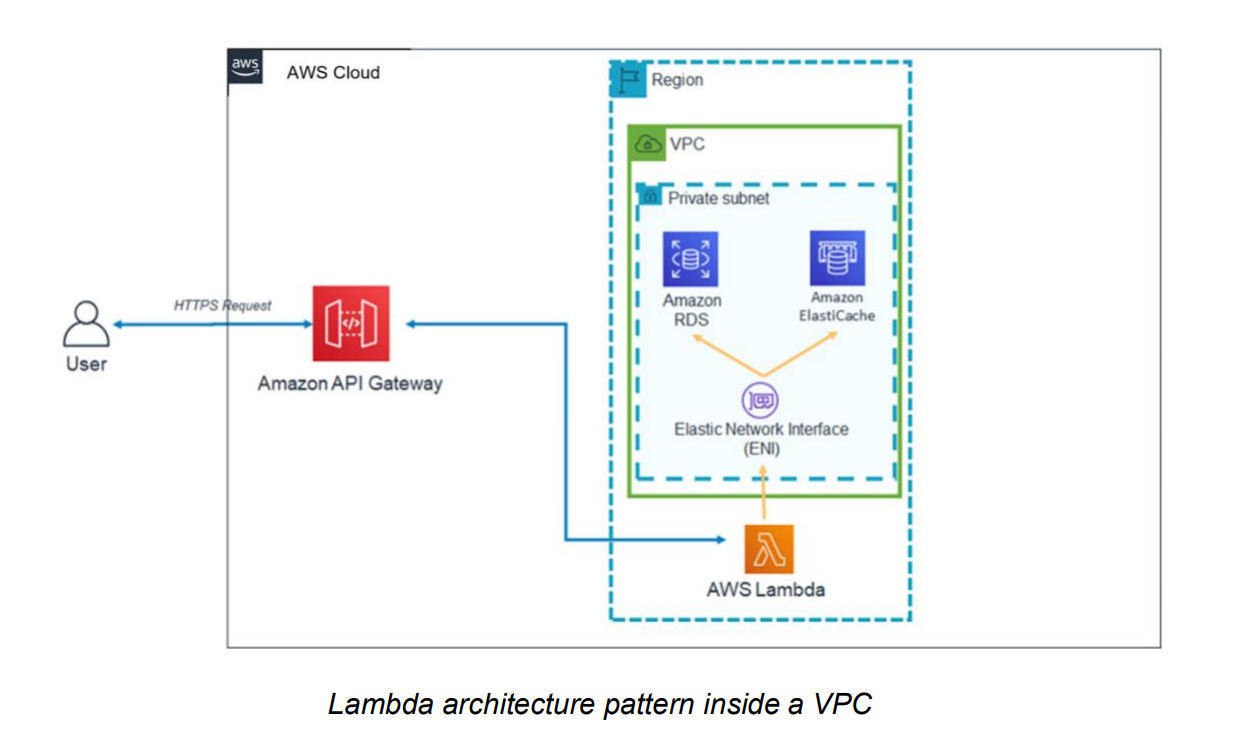 aws
AWS Cloud
Region
VPC
Private subnet
Amazon
RDS
Amazon
ElastiCache
HTTPS Request
User
</>
Amazon API Gateway
Elastic Network Interface
(ENI)
λ
AWS Lambda
Lambda architecture pattern inside a VPC